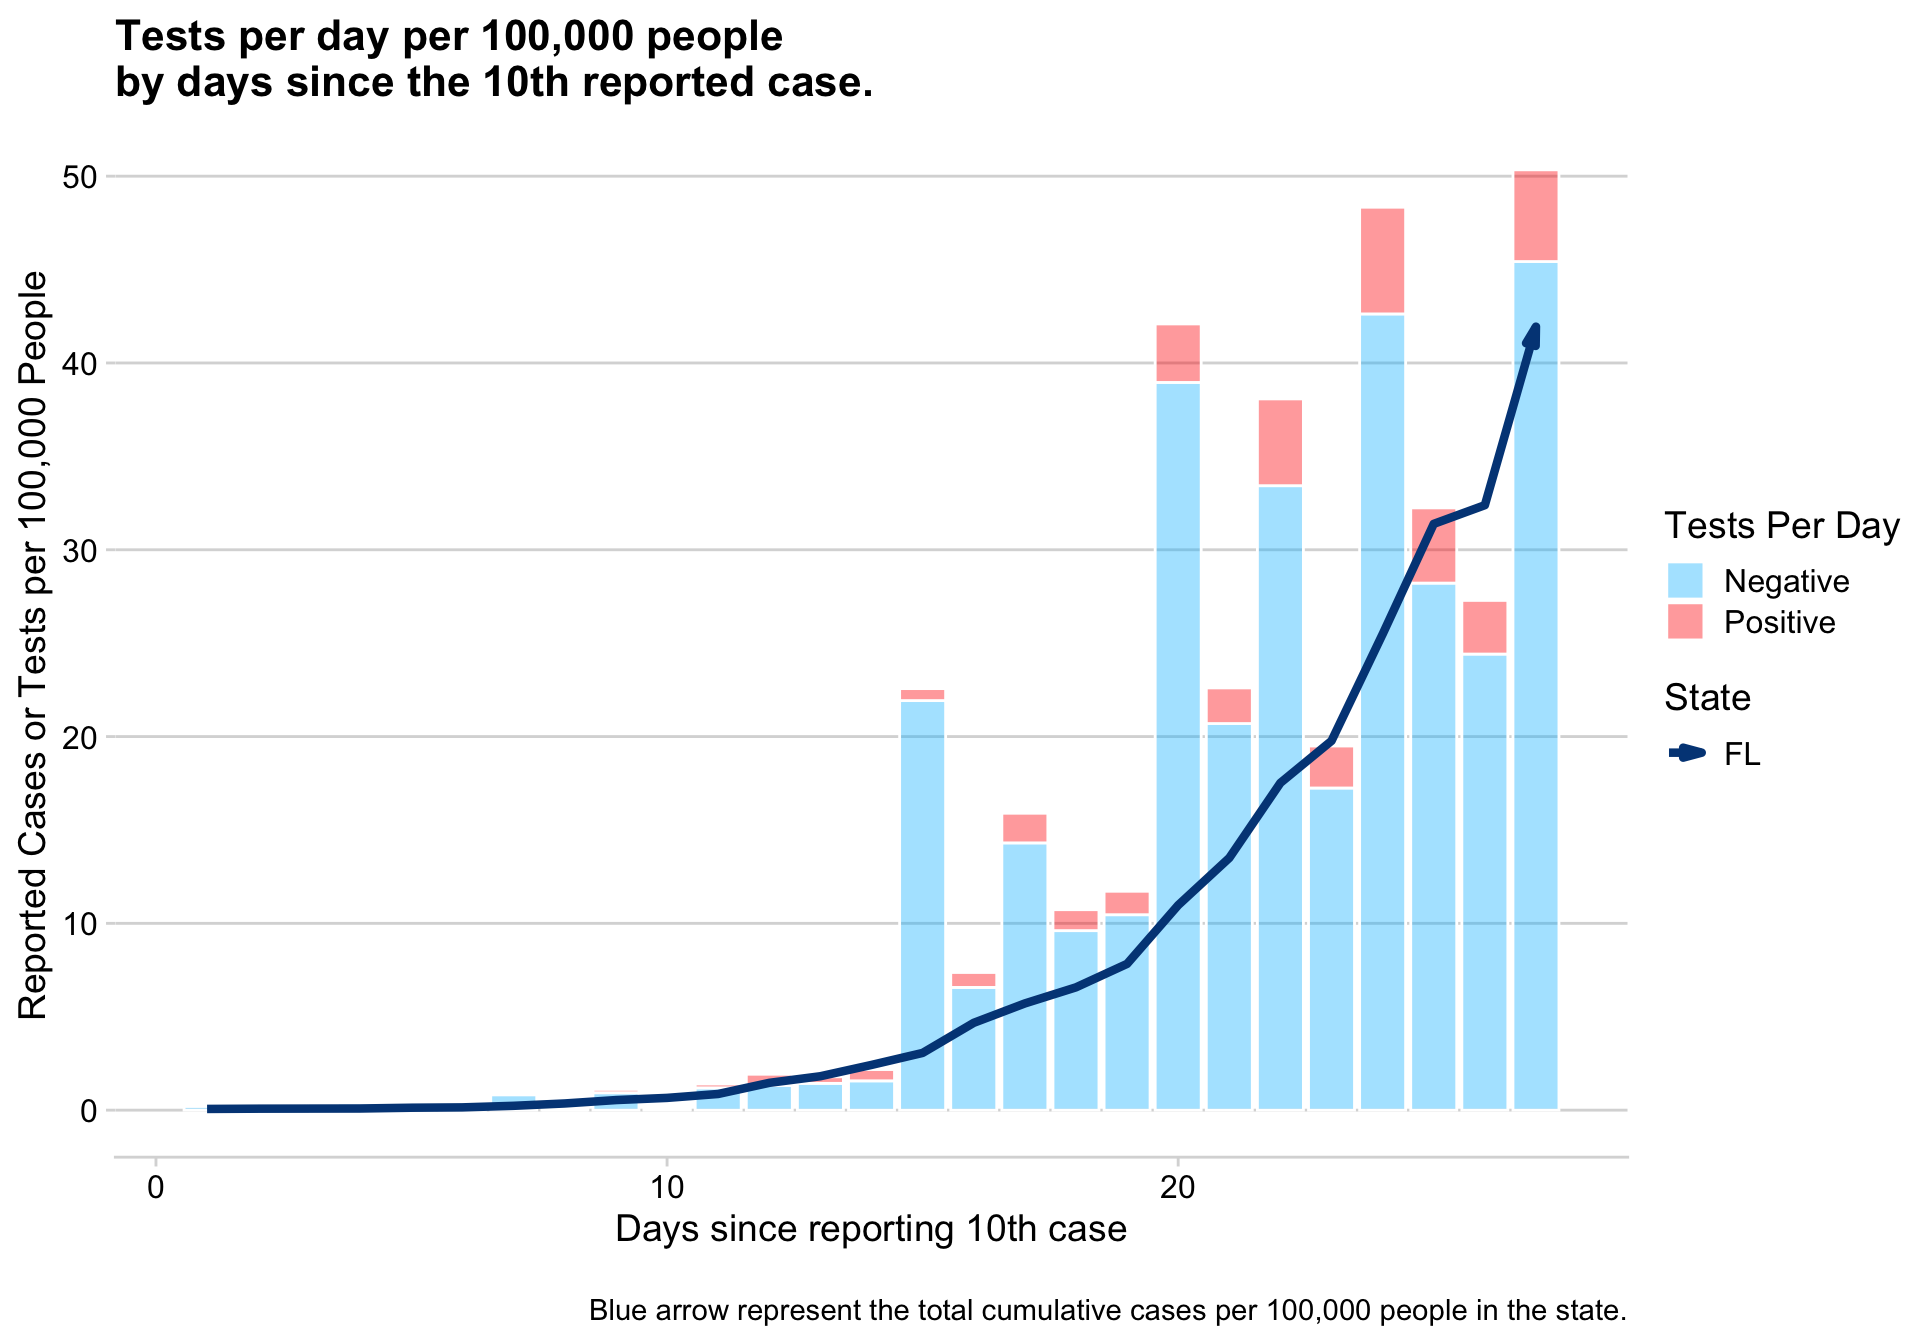 Tests per day per 100,000 people
by days since the 10th reported case.
Reported Cases or Tests per 100,000 People
50
40
30
20
10
0
0
10
20
Days since reporting 10th case
Tests Per Day
Negative
Positive
State
FL
Blue arrow represent the total cumulative cases per 100,000 people in the state.